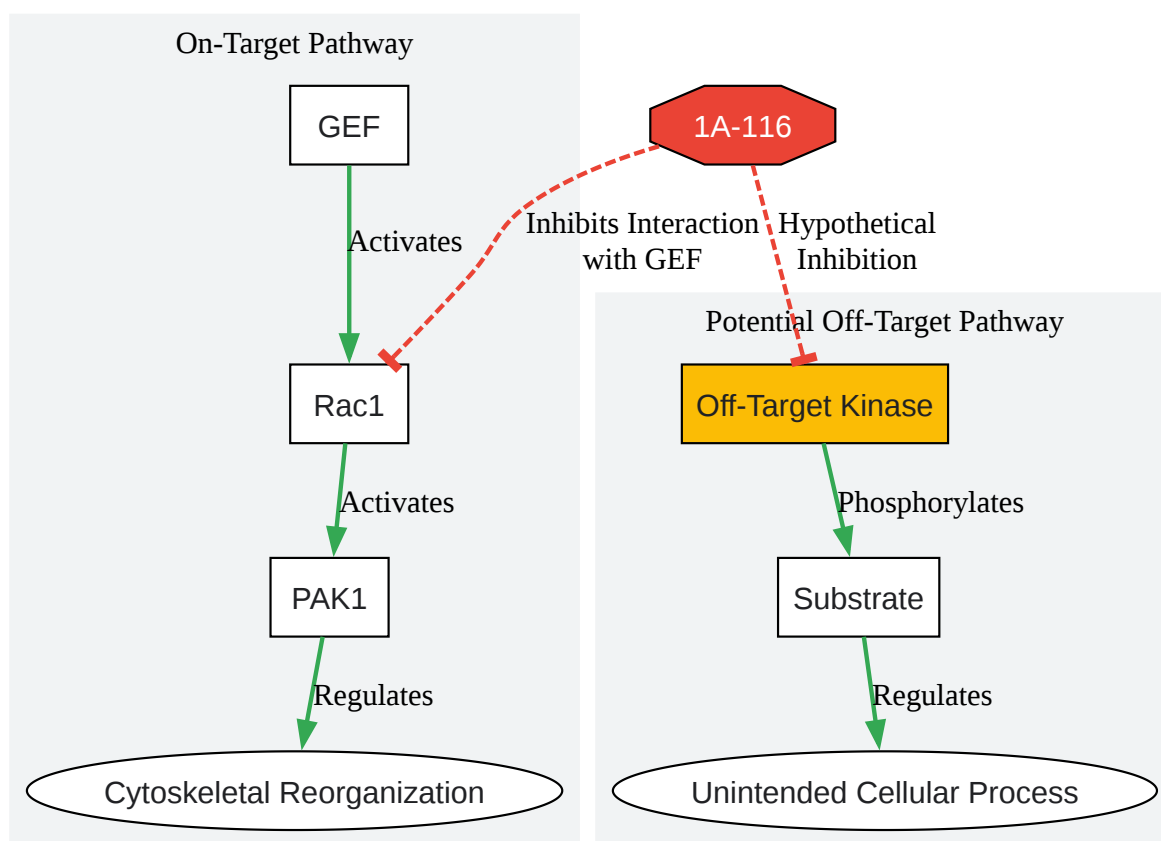 On-Target Pathway
GEF
1A-116
Activates
Inhibits Interaction
with GEF
Hypothetical
Inhibition
Potential Off-Target Pathway
Rac1
Off-Target Kinase
Activates
Phosphorylates
PAK1
Substrate
Regulates
Regulates
Cytoskeletal Reorganization
Unintended Cellular Process